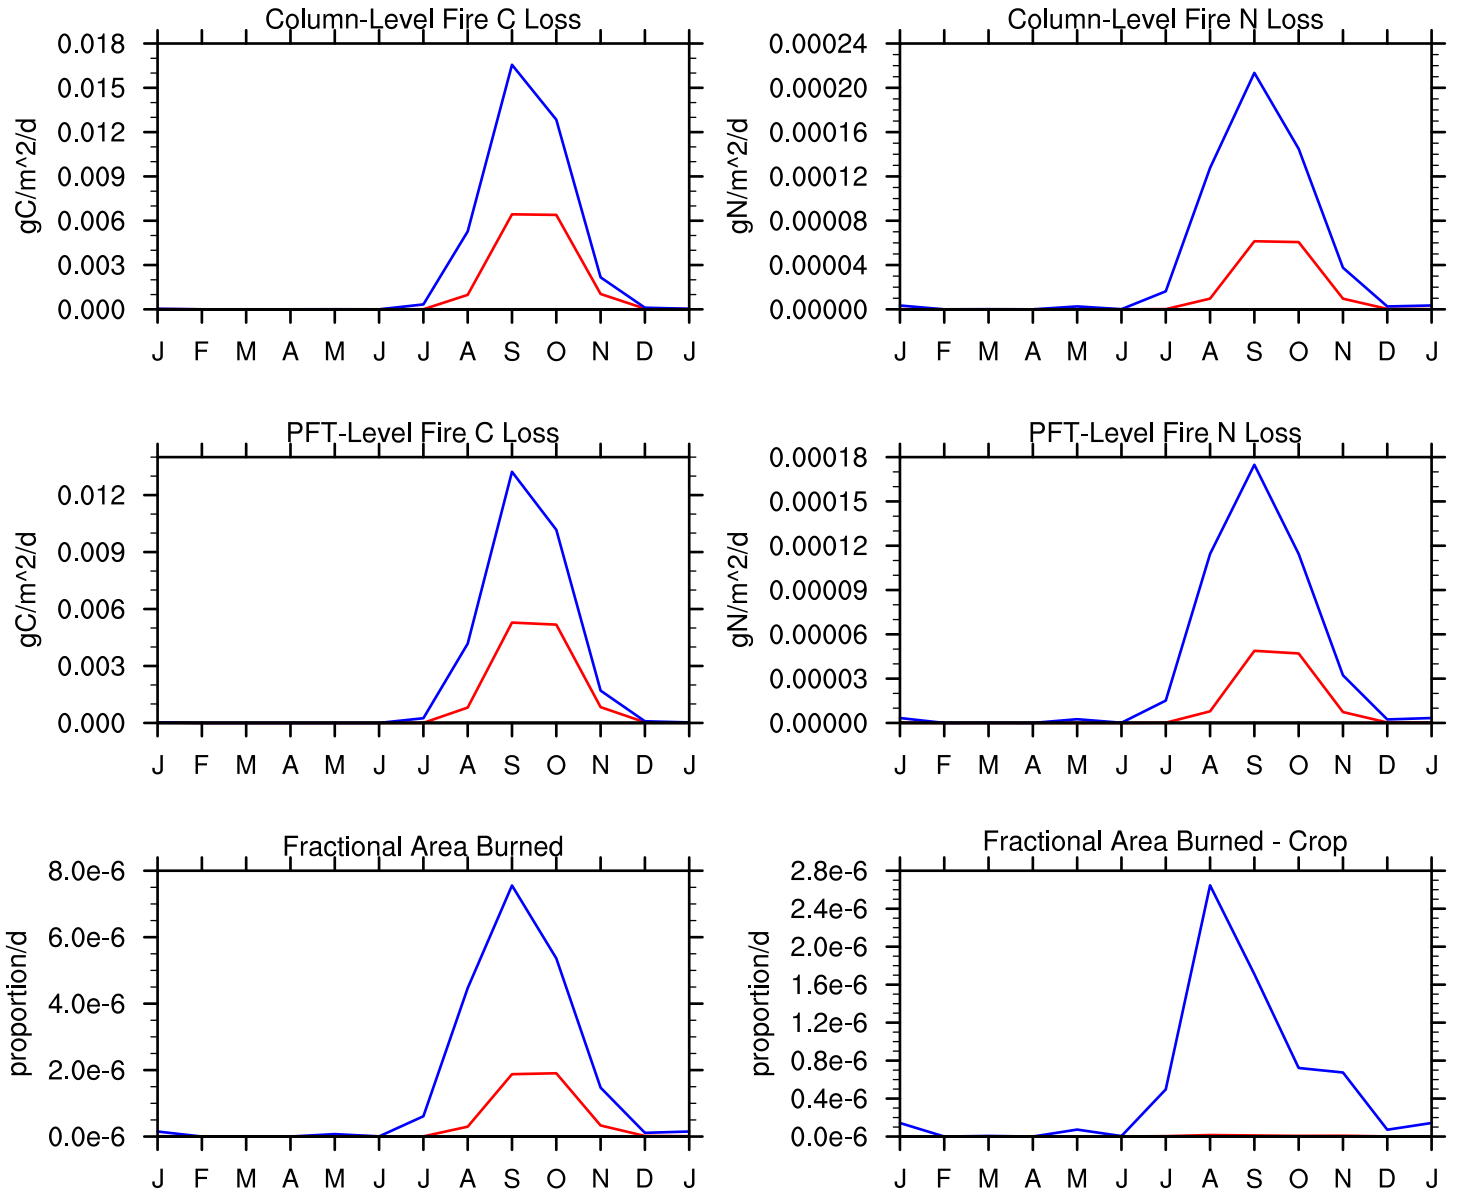 Column-Level Fire C Loss
gC/m^2/d
0.018
0.015
0.012
0.009
0.006
0.003
0.000
J F M A M J J A S O N D J
Column-Level Fire N Loss
gN/m^2/d
0.00024
0.00020
0.00016
0.00012
0.00008
0.00004
0.00000
J F M A M J J A S O N D J
PFT-Level Fire C Loss
gC/m^2/d
0.012
0.009
0.006
0.003
0.000
J F M A M J J A S O N D J
PFT-Level Fire N Loss
gN/m^2/d
0.00018
0.00015
0.00012
0.00009
0.00006
0.00003
0.00000
J F M A M J J A S O N D J
Fractional Area Burned
proportion/d
8.0e-6
6.0e-6
4.0e-6
2.0e-6
0.0e-6
J F M A M J J A S O N D J
Fractional Area Burned - Crop
proportion/d
2.8e-6
2.4e-6
2.0e-6
1.6e-6
1.2e-6
0.8e-6
0.4e-6
0.0e-6
J F M A M J J A S O N D J